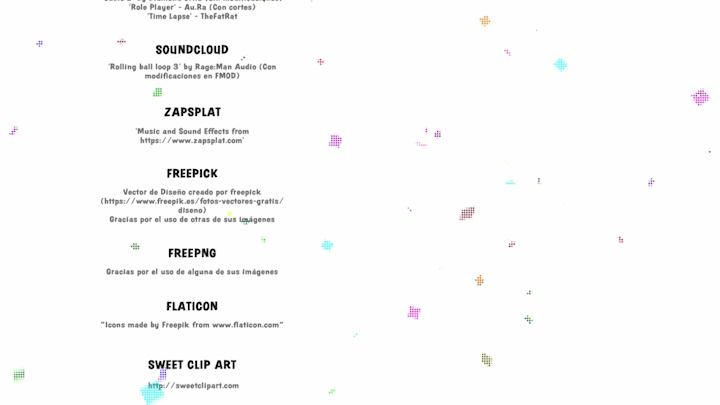 'Role Player' - Au.Ra (Con cortes)
'Time Lapse' - TheFatRat
SOUNDCLOUD
'Rolling ball loop 3' by Rage:Man Audio (Con
modificaciones en FMOD)
ZAPSPLAT
'Music and Sound Effects from
https://www.zapsplat.com'
FREEPICK
Vector de Diseño creado por freepick
(https://www.freepik.es/fotos-vectores-gratis/
diseno)
Gracias por el uso de otras de sus imágenes
FREEPNG
Gracias por el uso de alguna de sus imágenes
FLATICON
"Icons made by Freepik from www.flaticon.com"
SWEET CLIP ART
http://sweetclipart.com